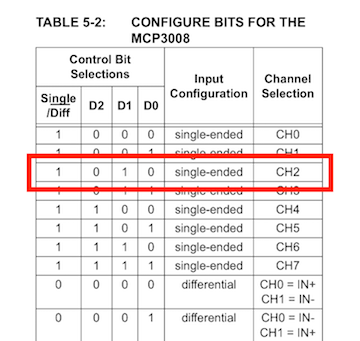 TABLE 5-2: CONFIGURE BITS FOR THE
MCP3008
Control Bit
Selections
Input
Configuration
Channel
Selection
Single
/Diff
D2 D1 D0
1 0 0 0 single-ended CH0
1 0 0 1 single-ended CH1
1 0 1 0 single-ended CH2
1 0 1 1 single-ended CH3
1 1 0 0 single-ended CH4
1 1 0 1 single-ended CH5
1 1 1 0 single-ended CH6
1 1 1 1 single-ended CH7
0 0 0 0 differential CH0 = IN+
CH1 = IN-
0 0 0 1 differential CH0 = IN-
CH1 = IN+